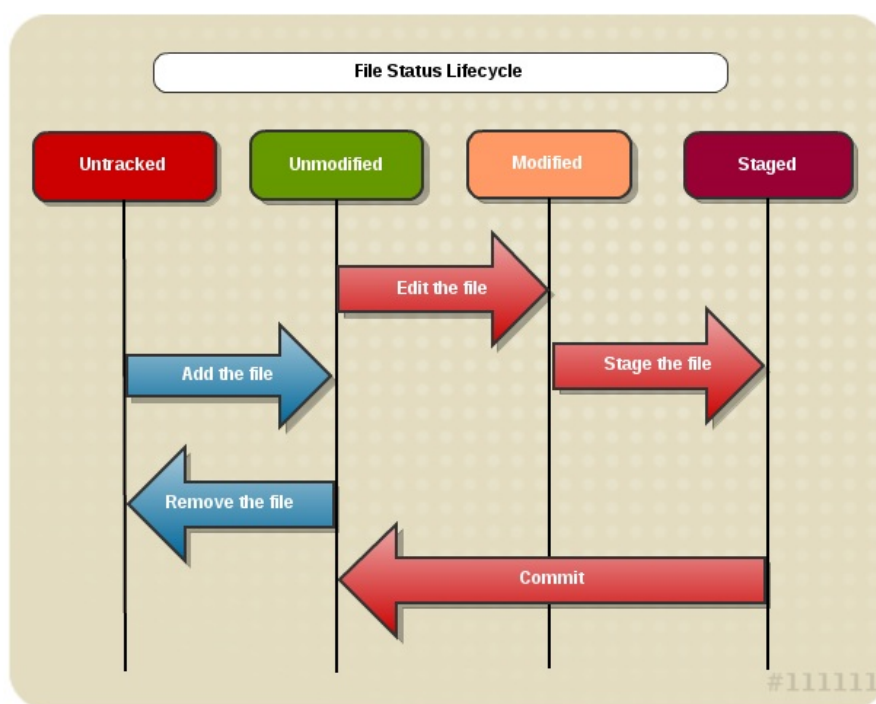 File Status Lifecycle
Untracked
Unmodified
Modified
Staged
Edit the file
Stage the file
Add the file
Remove the file
Commit
#111111